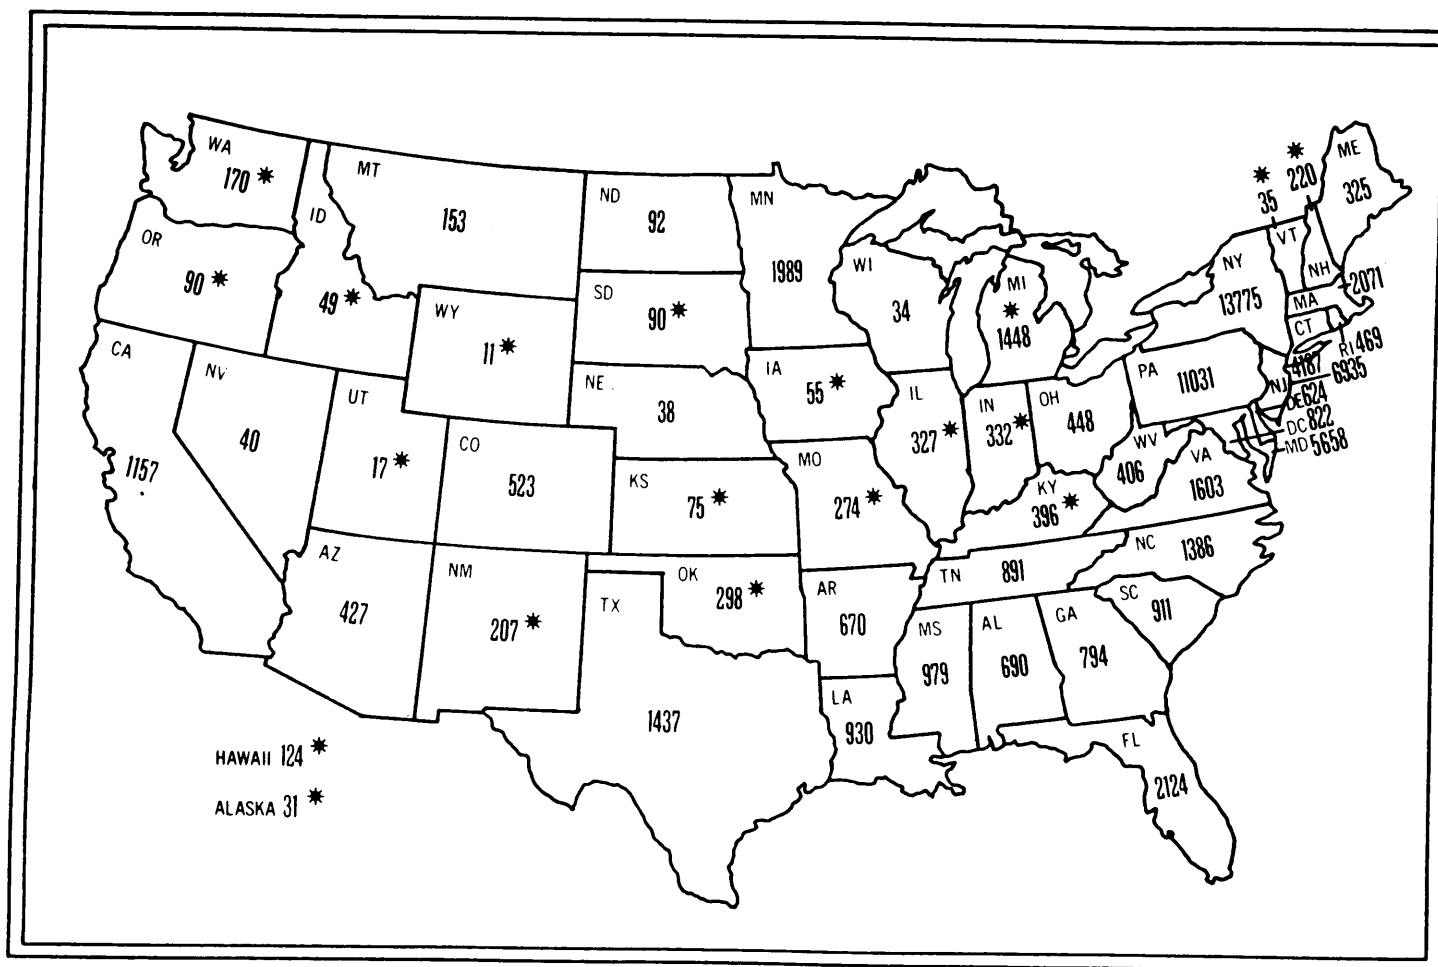 WA
170 *
MT
153
ID
49 *
OR
90 *
ND
92
MN
1989
SD
90 *
WY
11 *
WI
34
MI
*
1448
ME
325
* 220
* 35
VT
NH
NY
13775
2071
MA
CT
RI 469
4187
6935
NJ
DE 624
DC 822
MD 5658
PA
11031
CA
1157
NV
40
UT
17 *
CO
523
NE
38
IA
55 *
IL
327 *
IN
332 *
OH
448
WV
406
VA
1603
KS
75 *
MO
274 *
KY
396 *
AZ
427
NM
207 *
OK
298 *
TX
1437
AR
670
TN
891
NC
1386
SC
911
MS
979
AL
690
GA
794
LA
930
FL
2124
HAWAII 124 *
ALASKA 31 *